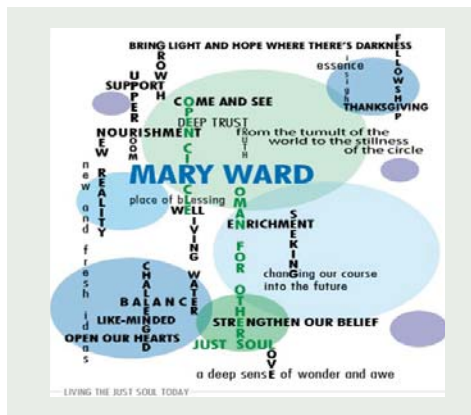 BRING LIGHT AND HOPE WHERE THERE'S DARKNESS
GROWTH
FELLOWSHIP
essence
insight
SUPPORT
UPPER ROOM
THANKSGIVING
COME AND SEE
OPEN CIRCLE
DEEP TRUST
TRUTH
NOURISHMENT
from the tumult of the
world to the stillness
of the circle
NEW REALITY
new and fresh ideas
MARY WARD
WOMAN FOR OTHERS
place of blessing
WELL
LIVING WATER
ENRICHMENT
SEEKING
changing our course
into the future
CHALLENGED
BALANCE
LIKE-MINDED
STRENGTHEN OUR BELIEF
OPEN OUR HEARTS
JUST SOUL
LOVE
a deep sense of wonder and awe
LIVING THE JUST SOUL TODAY